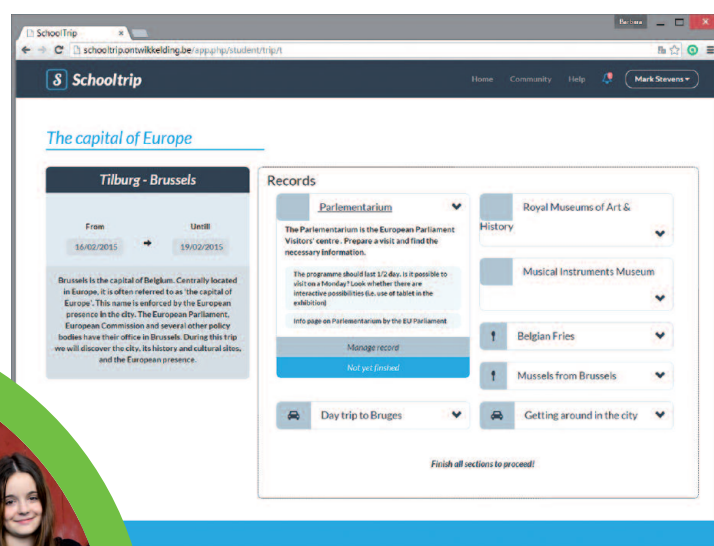 Barbara
SchoolTrip
schooltrip.ontwikkelding.be/app.php/student/trip/1
S Schooltrip
Home Community Help Mark Stevens
The capital of Europe
Tilburg - Brussels
From Untill
16/02/2015 19/02/2015
Brussels is the capital of Belgium. Centrally located
in Europe, it is often referred to as 'the capital of
Europe'. This name is enforced by the European
presence in the city. The European Parliament,
European Commission and several other policy
bodies have their office in Brussels. During this trip
we will discover the city, its history and cultural sites,
and the European presence.
Records
Parlementarium
The Parlementarium is the European Parliament
Visitors' centre . Prepare a visit and find the
necessary information.
The programme should last 1/2 day. Is it possible to
visit on a Monday? Look whether there are
interactive possibilities (i.e. use of tablet in the
exhibition)
Info page on Parlementarium by the EU Parliament
Manage record
Not yet finshed
Day trip to Bruges
Royal Museums of Art &
History
Musical Instruments Museum
Belgian Fries
Mussels from Brussels
Getting around in the city
Finish all sections to proceed!